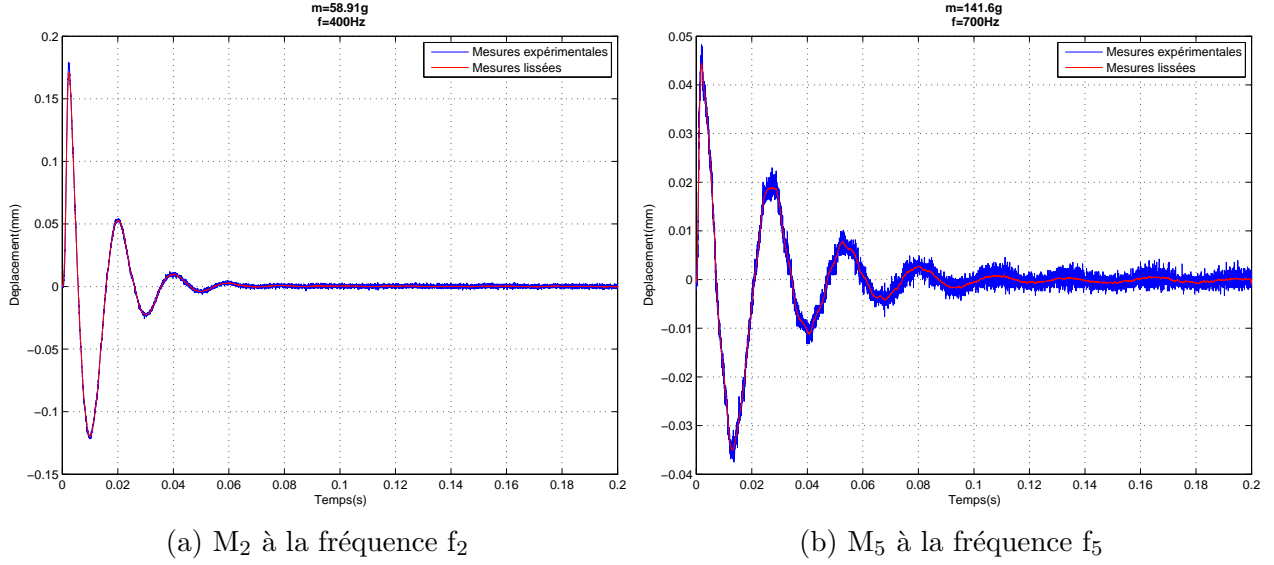 m=58.91g
f=400Hz
Mesures expérimentales
Mesures lissées
0.2
0.15
0.1
0.05
0
−0.05
−0.1
−0.15
Deplacement(mm)
0 0.02 0.04 0.06 0.08 0.1 0.12 0.14 0.16 0.18 0.2
Temps(s)
(a) M2 à la fréquence f2
m=141.6g
f=700Hz
Mesures expérimentales
Mesures lissées
0.05
0.04
0.03
0.02
0.01
0
−0.01
−0.02
−0.03
−0.04
Deplacement(mm)
0 0.02 0.04 0.06 0.08 0.1 0.12 0.14 0.16 0.18 0.2
Temps(s)
(b) M5 à la fréquence f5